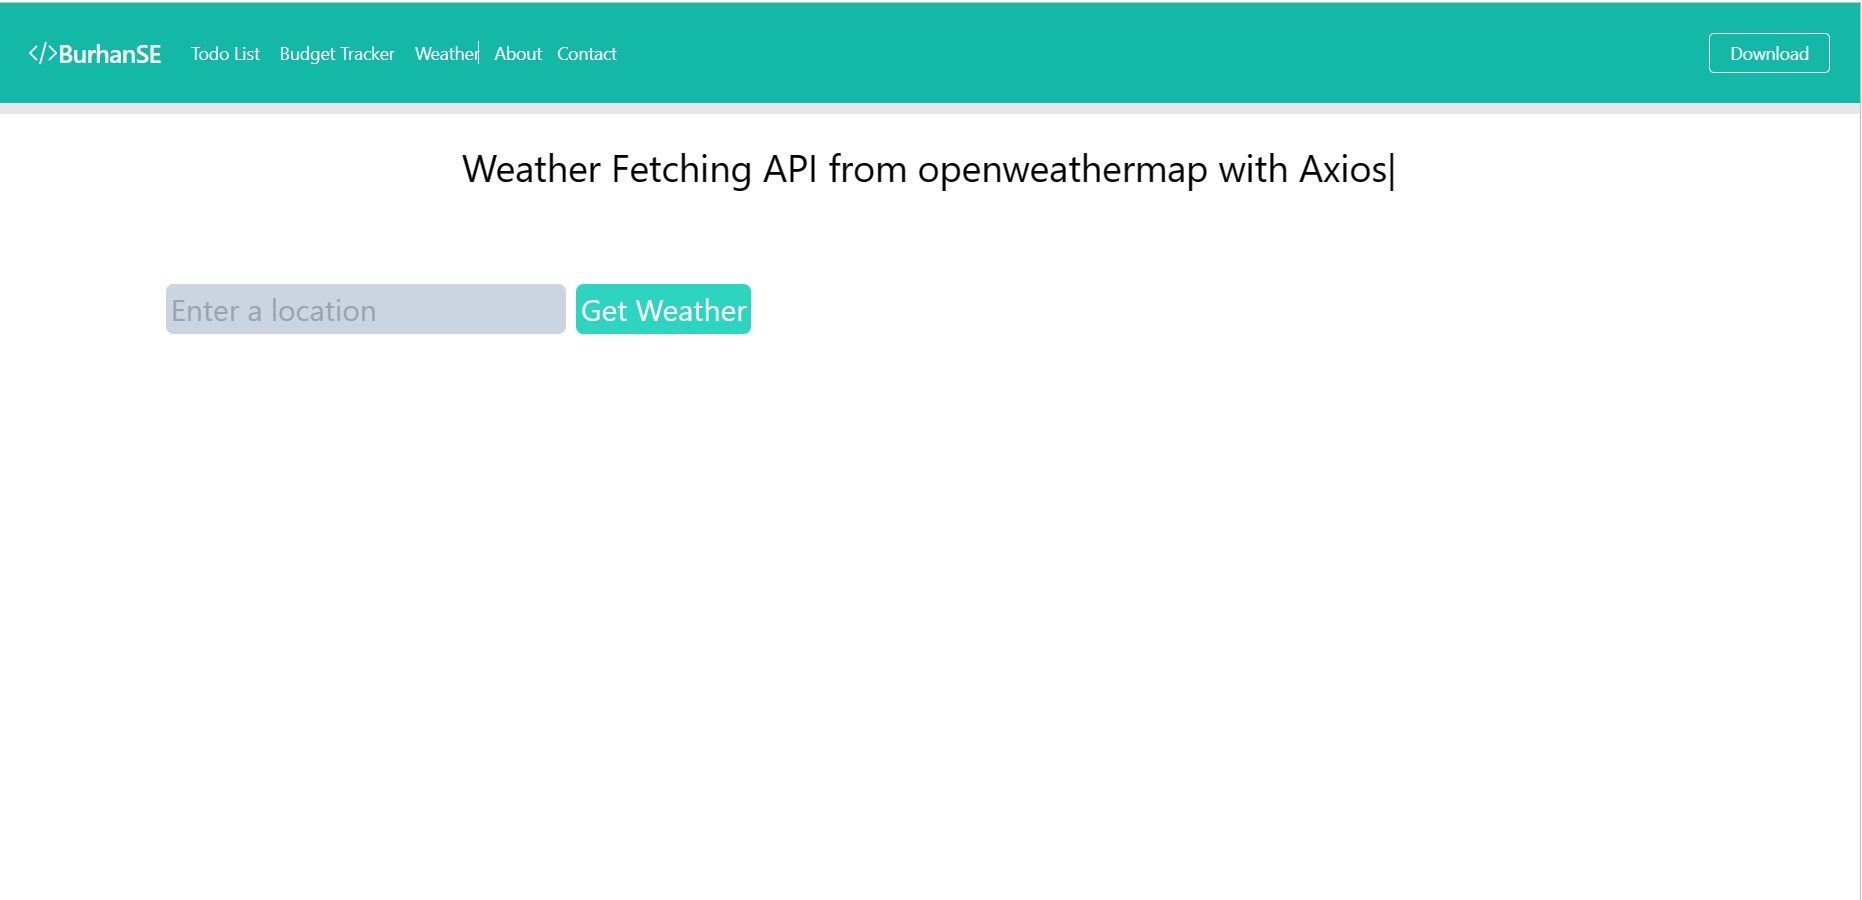 </>BurhanSE Todo List Budget Tracker Weather About Contact Download
Weather Fetching API from openweathermap with Axios|
Enter a location Get Weather